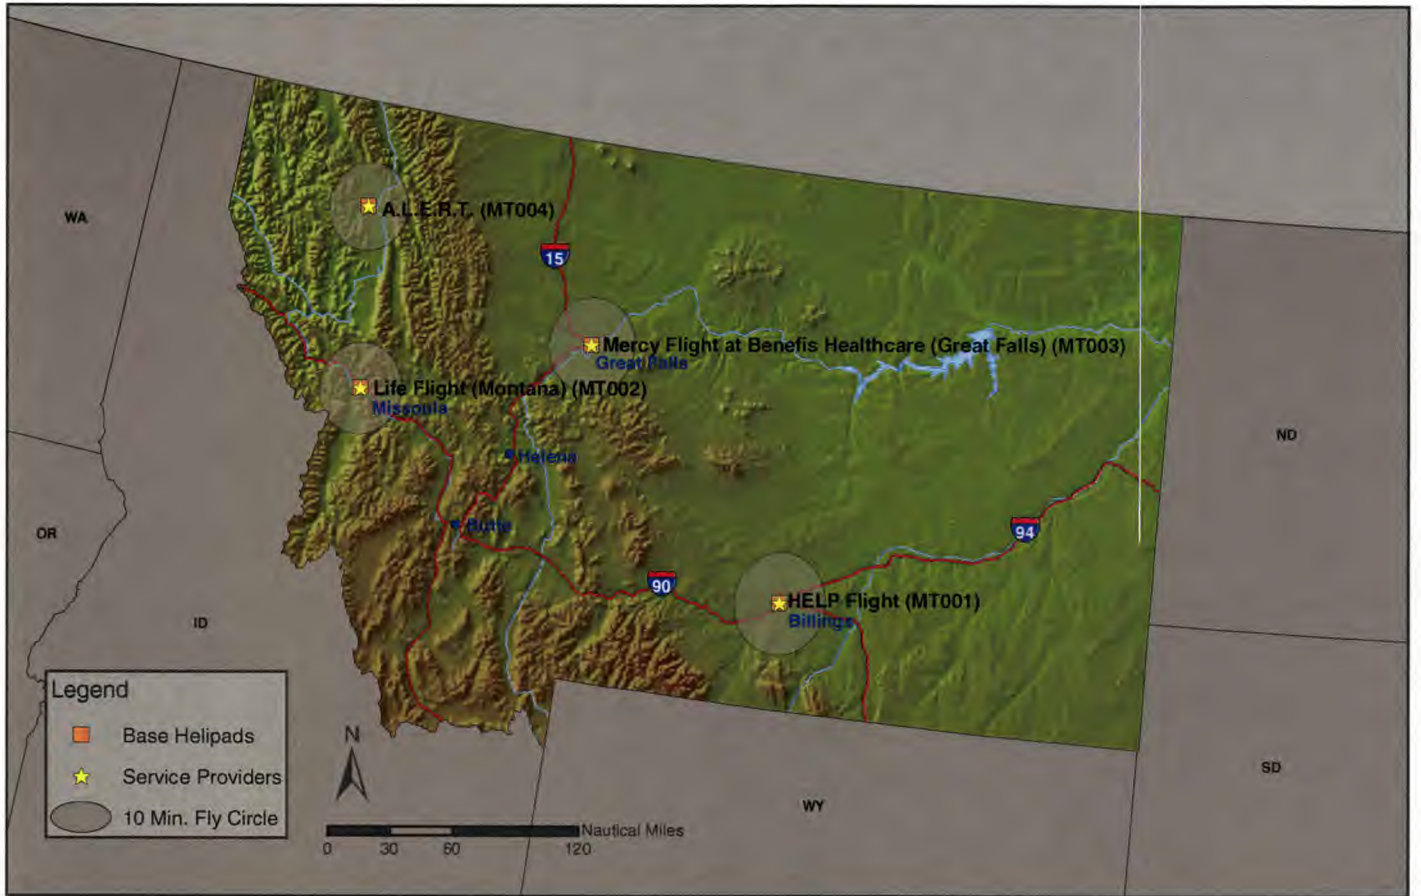 WA
A.L.E.R.T. (MT004)
15
Mercy Flight at Benefis Healthcare (Great Falls) (MT003)
Great Falls
Life Flight (Montana) (MT002)
Missoula
ND
Helena
OR
Butte
94
90
HELP Flight (MT001)
Billings
ID
Legend
Base Helipads
Service Providers
10 Min. Fly Circle
N
Nautical Miles
0 30 60 120
WY
SD